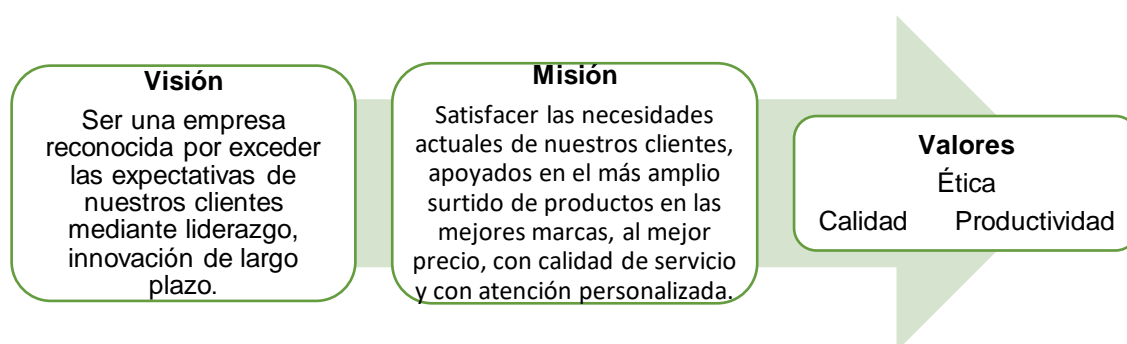 Visión
Ser una empresa
reconocida por exceder
las expectativas de
nuestros clientes
mediante liderazgo,
innovación de largo
plazo.
Misión
Satisfacer las necesidades
actuales de nuestros clientes,
apoyados en el más amplio
surtido de productos en las
mejores marcas, al mejor
precio, con calidad de servicio
y con atención personalizada.
Valores
Ética
Calidad Productividad